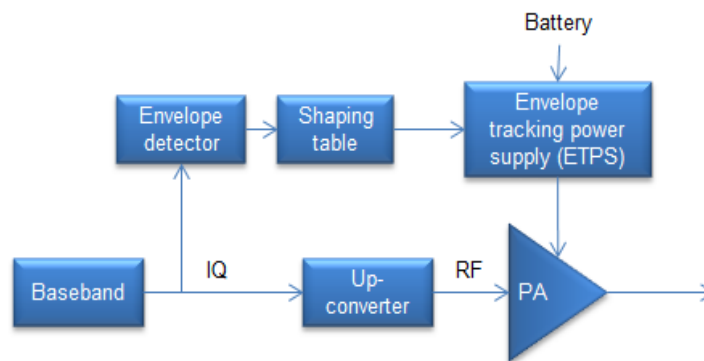 Battery
Envelope
detector
Shaping
table
Envelope
tracking power
supply (ETPS)
Baseband
IQ
Up-
converter
RF
PA